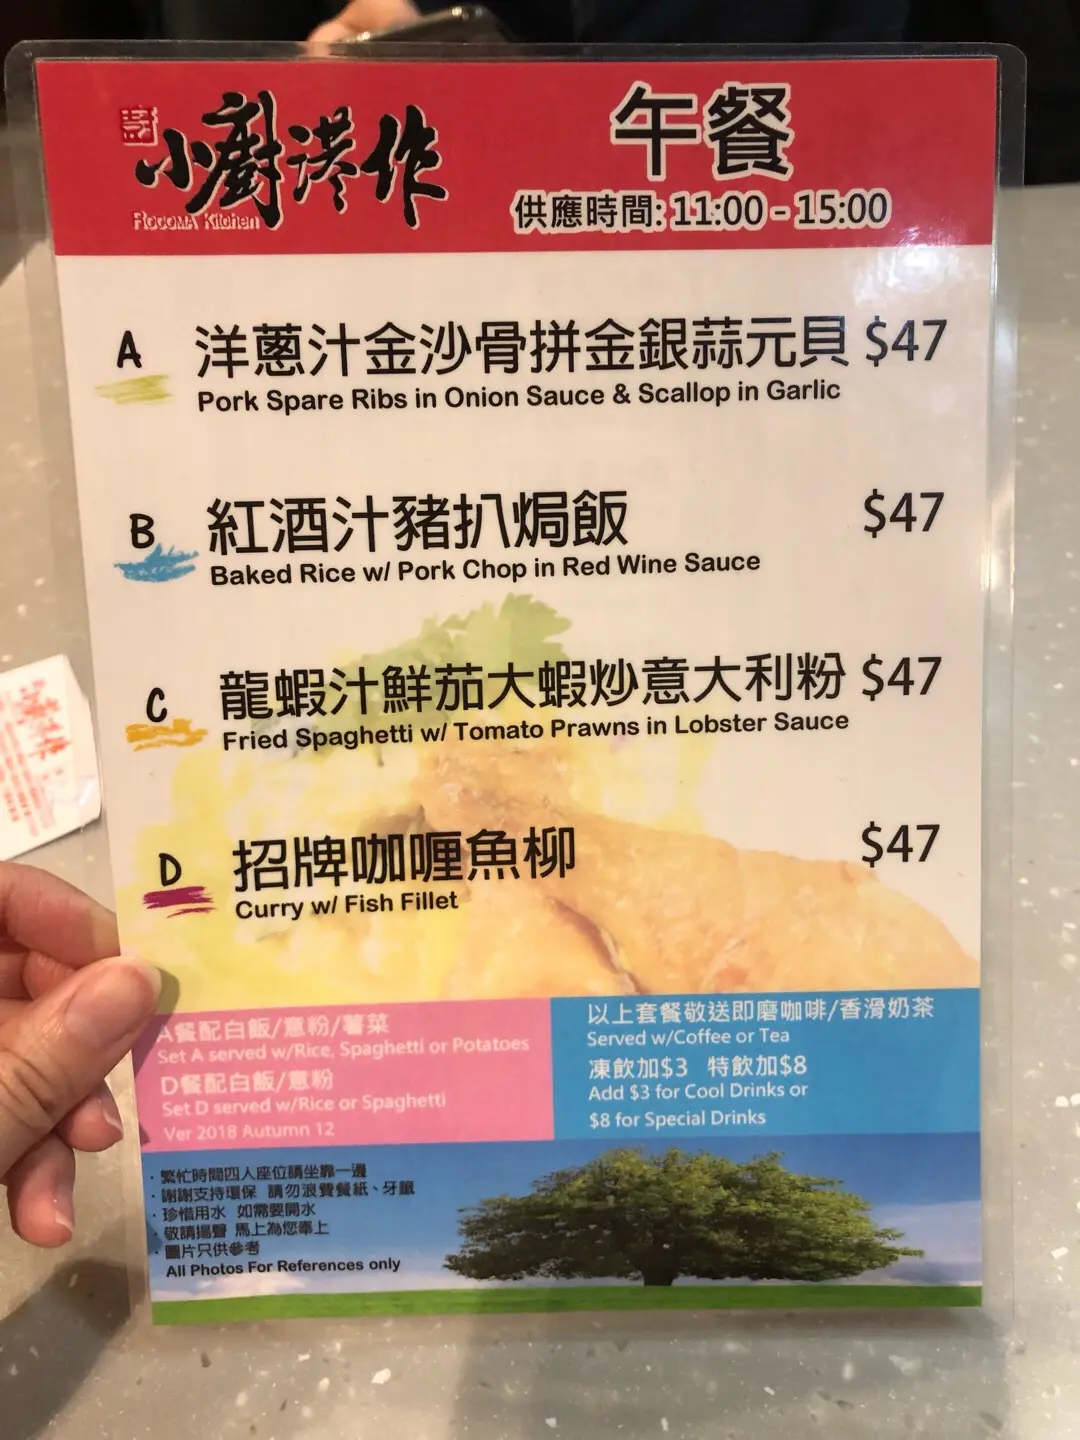 小廚港作
ROCOMA Kitchen
午餐
供應時間: 11:00 - 15:00
A
洋蔥汁金沙骨拼金銀蒜元貝 $47
Pork Spare Ribs in Onion Sauce & Scallop in Garlic
B
紅酒汁豬扒焗飯 $47
Baked Rice w/ Pork Chop in Red Wine Sauce
C
龍蝦汁鮮茄大蝦炒意大利粉 $47
Fried Spaghetti w/ Tomato Prawns in Lobster Sauce
D
招牌咖喱魚柳 $47
Curry w/ Fish Fillet
A餐配白飯/意粉/薯菜
Set A served w/Rice, Spaghetti or Potatoes
D餐配白飯/意粉
Set D served w/Rice or Spaghetti
Ver 2018 Autumn 12
以上套餐敬送即磨咖啡/香滑奶茶
Served w/Coffee or Tea
凍飲加$3 特飲加$8
Add $3 for Cool Drinks or
$8 for Special Drinks
· 繁忙時間四人座位請坐靠一邊
· 謝謝支持環保 請勿浪費餐紙、牙籤
· 珍惜用水 如需要開水
· 敬請揚聲 馬上為您奉上
· 圖片只供參考
All Photos For References only